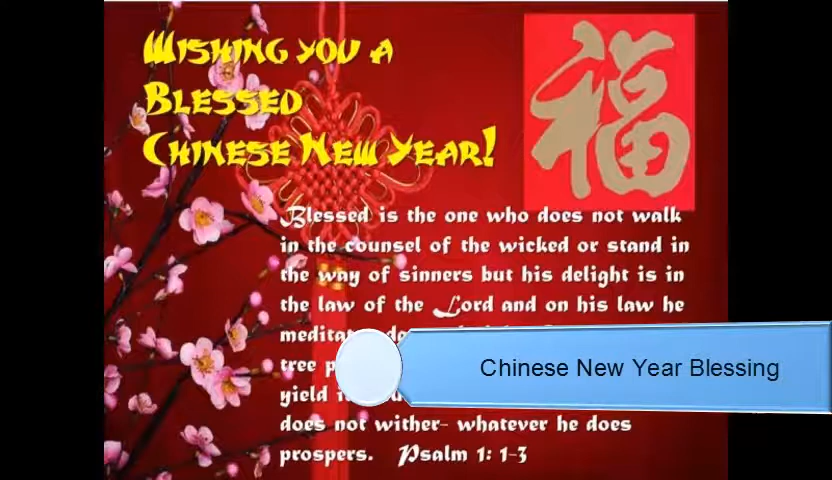 Wishing you a
Blessed
Chinese New Year!
福
Blessed is the one who does not walk
in the counsel of the wicked or stand in
the way of sinners but his delight is in
the law of the Lord and on his law he
tree
yield
does not wither- whatever he does
prospers. Psalm 1: 1-3
Chinese New Year Blessing